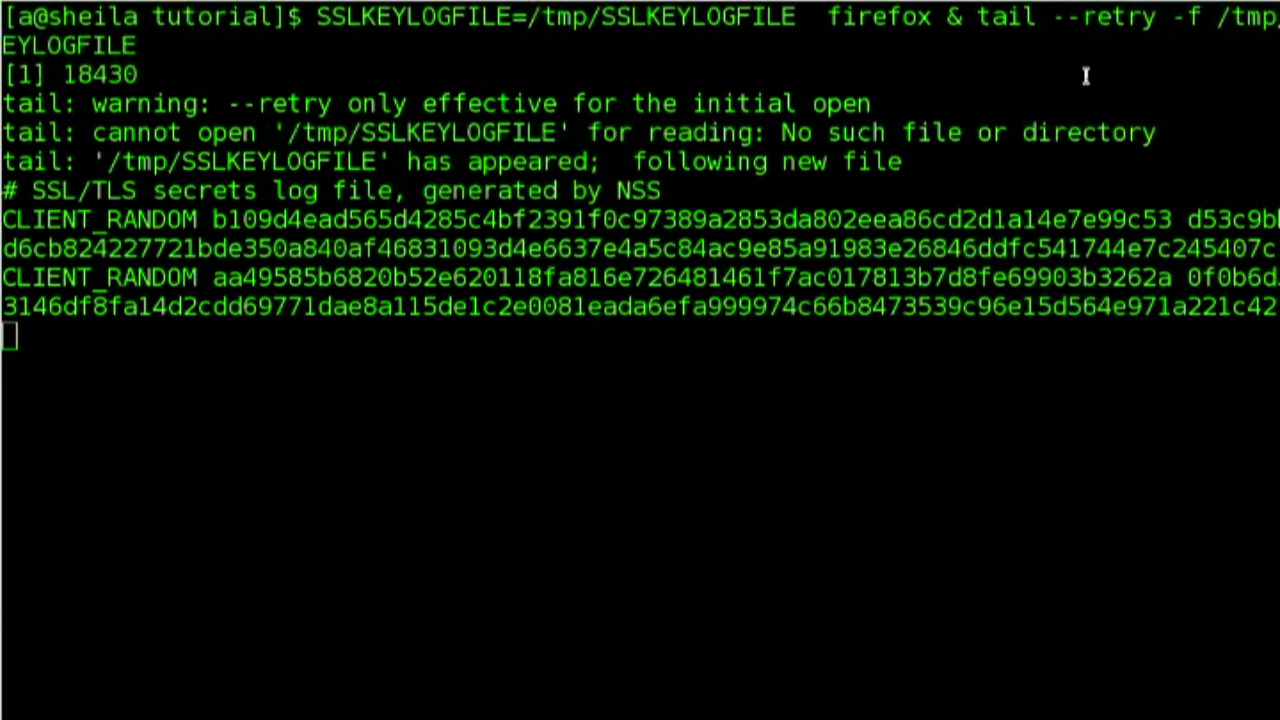 [a@sheila tutorial]$ SSLKEYLOGFILE=/tmp/SSLKEYLOGFILE  firefox & tail --retry -f /tmp
EYLOGFILE
[1] 18430
tail: warning: --retry only effective for the initial open
tail: cannot open '/tmp/SSLKEYLOGFILE' for reading: No such file or directory
tail: '/tmp/SSLKEYLOGFILE' has appeared;  following new file
# SSL/TLS secrets log file, generated by NSS
CLIENT_RANDOM b109d4ead565d4285c4bf2391f0c97389a2853da802eea86cd2d1a14e7e99c53 d53c9b
d6cb824227721bde350a840af46831093d4e6637e4a5c84ac9e85a91983e26846ddfc541744e7c245407c
CLIENT_RANDOM aa49585b6820b52e620118fa816e726481461f7ac017813b7d8fe69903b3262a 0f0b6d
3146df8fa14d2cdd69771dae8a115de1c2e0081eada6efa999974c66b8473539c96e15d564e971a221c42